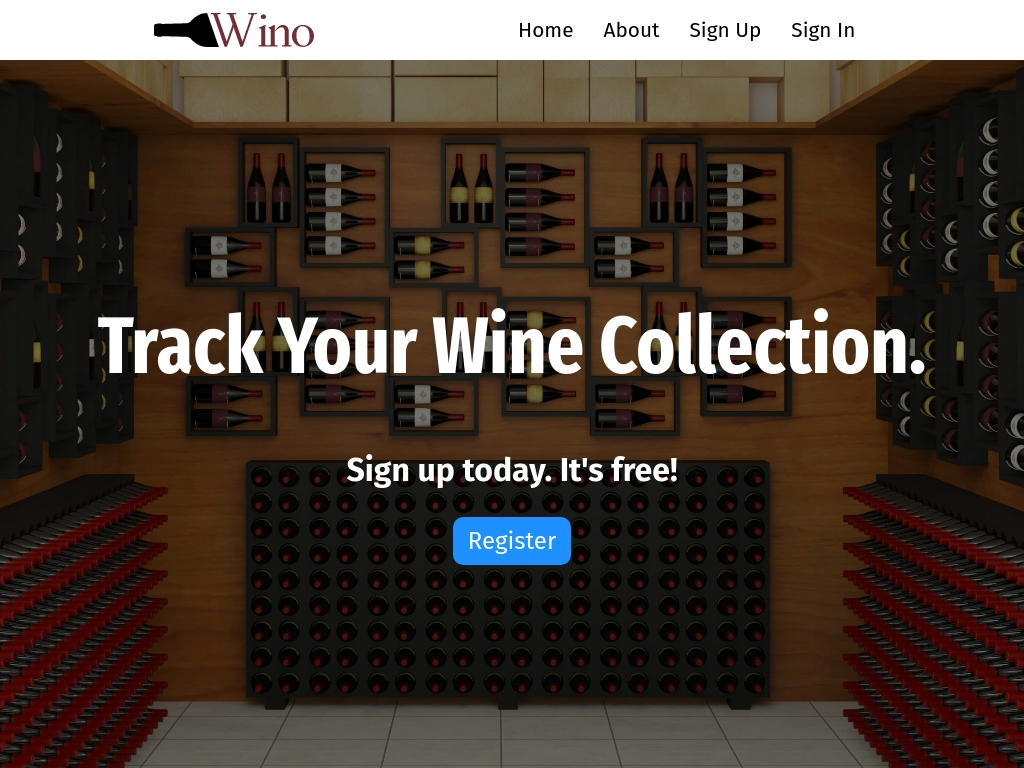 Wino
Home About Sign Up Sign In
Track Your Wine Collection.
Sign up today. It's free!
Register